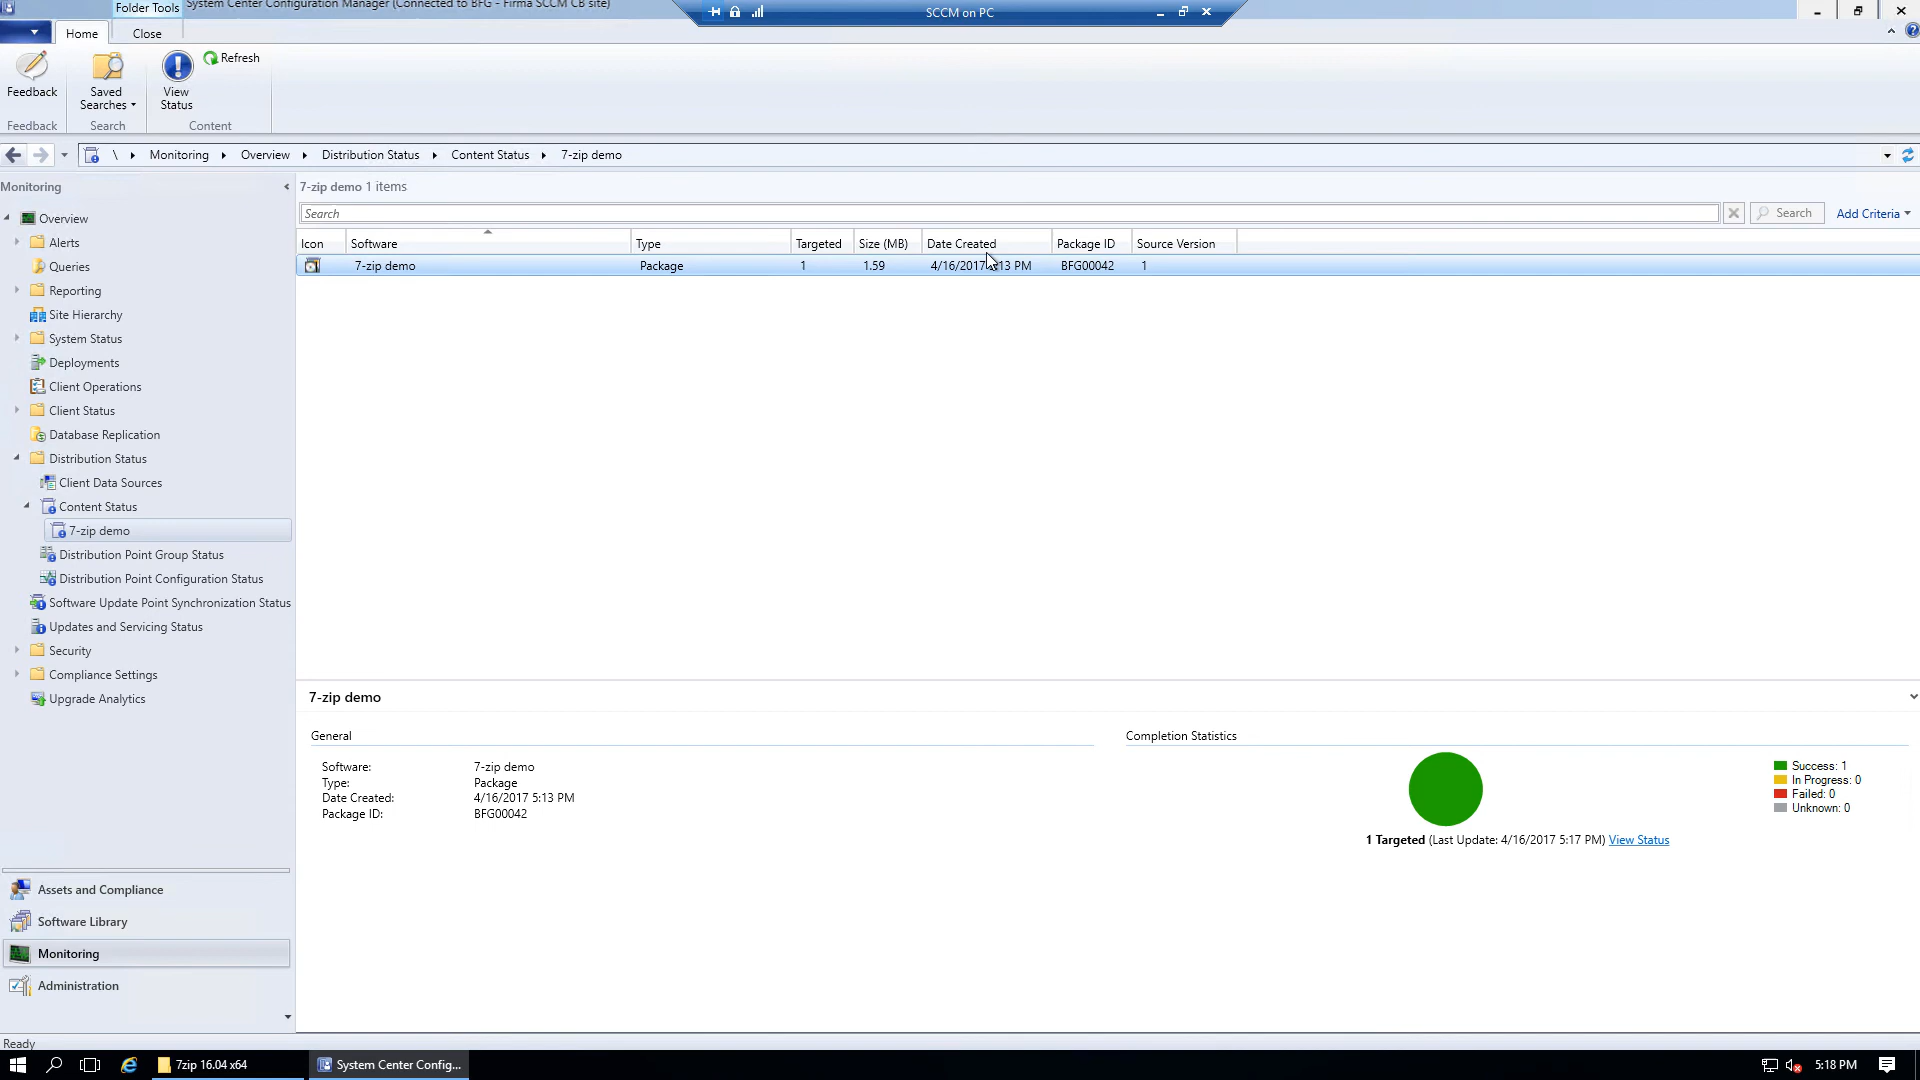 Folder Tools
System Center Configuration Manager (Connected to BFG - Firma SCCM CB site)
SCCM on PC
Home
Close
Feedback
Saved Searches
View Status
Refresh
Feedback
Search
Content
\ Monitoring Overview Distribution Status Content Status 7-zip demo
Monitoring
7-zip demo 1 items
Search
Search
Add Criteria
Icon Software Type Targeted Size (MB) Date Created Package ID Source Version
7-zip demo Package 1 1.59 4/16/2017 13 PM BFG00042 1
Overview
Alerts
Queries
Reporting
Site Hierarchy
System Status
Deployments
Client Operations
Client Status
Database Replication
Distribution Status
Client Data Sources
Content Status
7-zip demo
Distribution Point Group Status
Distribution Point Configuration Status
Software Update Point Synchronization Status
Updates and Servicing Status
Security
Compliance Settings
Upgrade Analytics
7-zip demo
General
Software: 7-zip demo
Type: Package
Date Created: 4/16/2017 5:13 PM
Package ID: BFG00042
Completion Statistics
Success: 1
In Progress: 0
Failed: 0
Unknown: 0
1 Targeted (Last Update: 4/16/2017 5:17 PM) View Status
Assets and Compliance
Software Library
Monitoring
Administration
Ready
7zip 16.04 x64
System Center Config...
5:18 PM